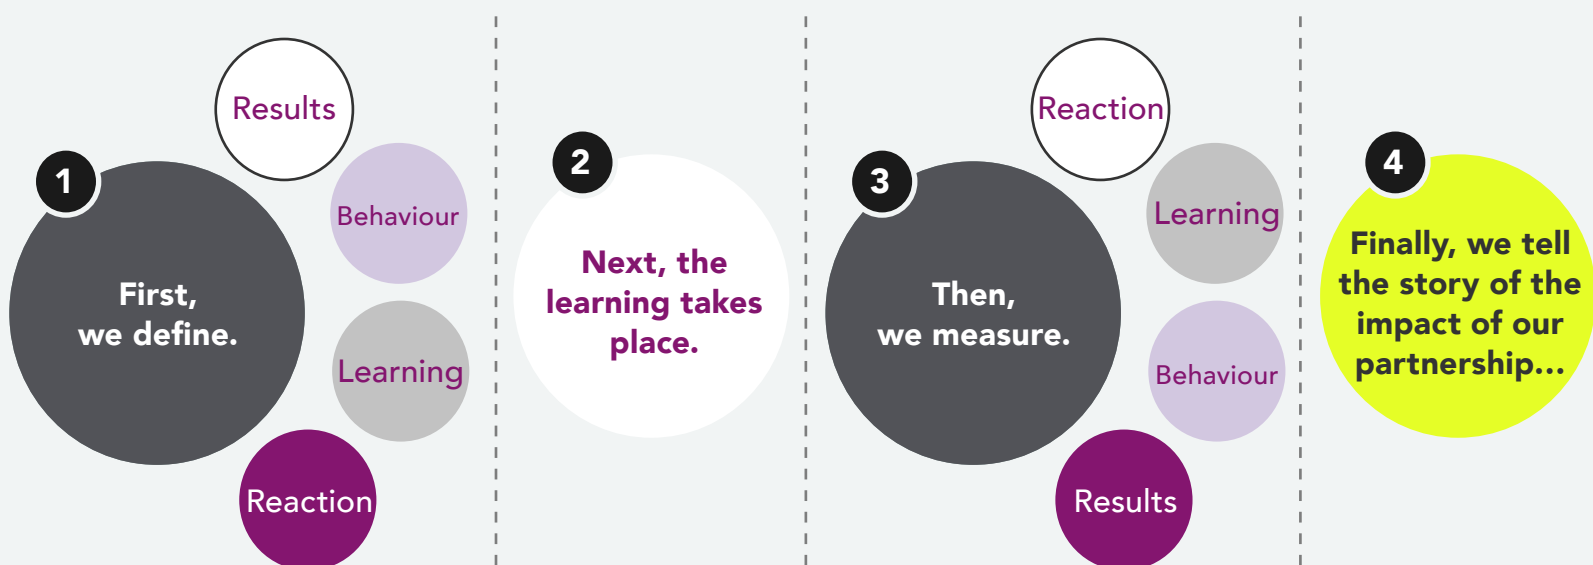 1
First,
we define.
Results
Behaviour
Learning
Reaction
2
Next, the
learning takes
place.
3
Then,
we measure.
Reaction
Learning
Behaviour
Results
4
Finally, we tell
the story of the
impact of our
partnership...